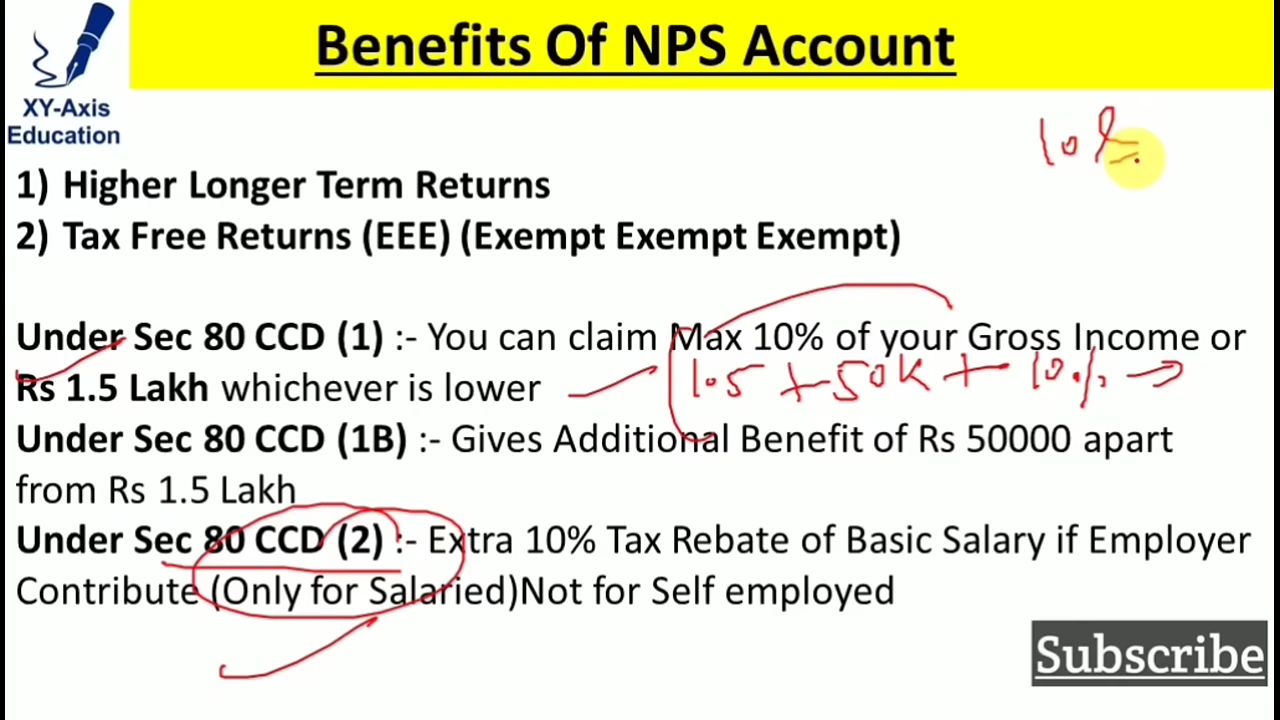 Benefits Of NPS Account
XY-Axis
Education
1) Higher Longer Term Returns
2) Tax Free Returns (EEE) (Exempt Exempt Exempt)
Under Sec 80 CCD (1) :- You can claim Max 10% of your Gross Income or
Rs 1.5 Lakh whichever is lower
1.5 + 50K + 10%
Under Sec 80 CCD (1B) :- Gives Additional Benefit of Rs 50000 apart
from Rs 1.5 Lakh
Under Sec 80 CCD (2) :- Extra 10% Tax Rebate of Basic Salary if Employer
Contribute (Only for Salaried)Not for Self employed
Subscribe